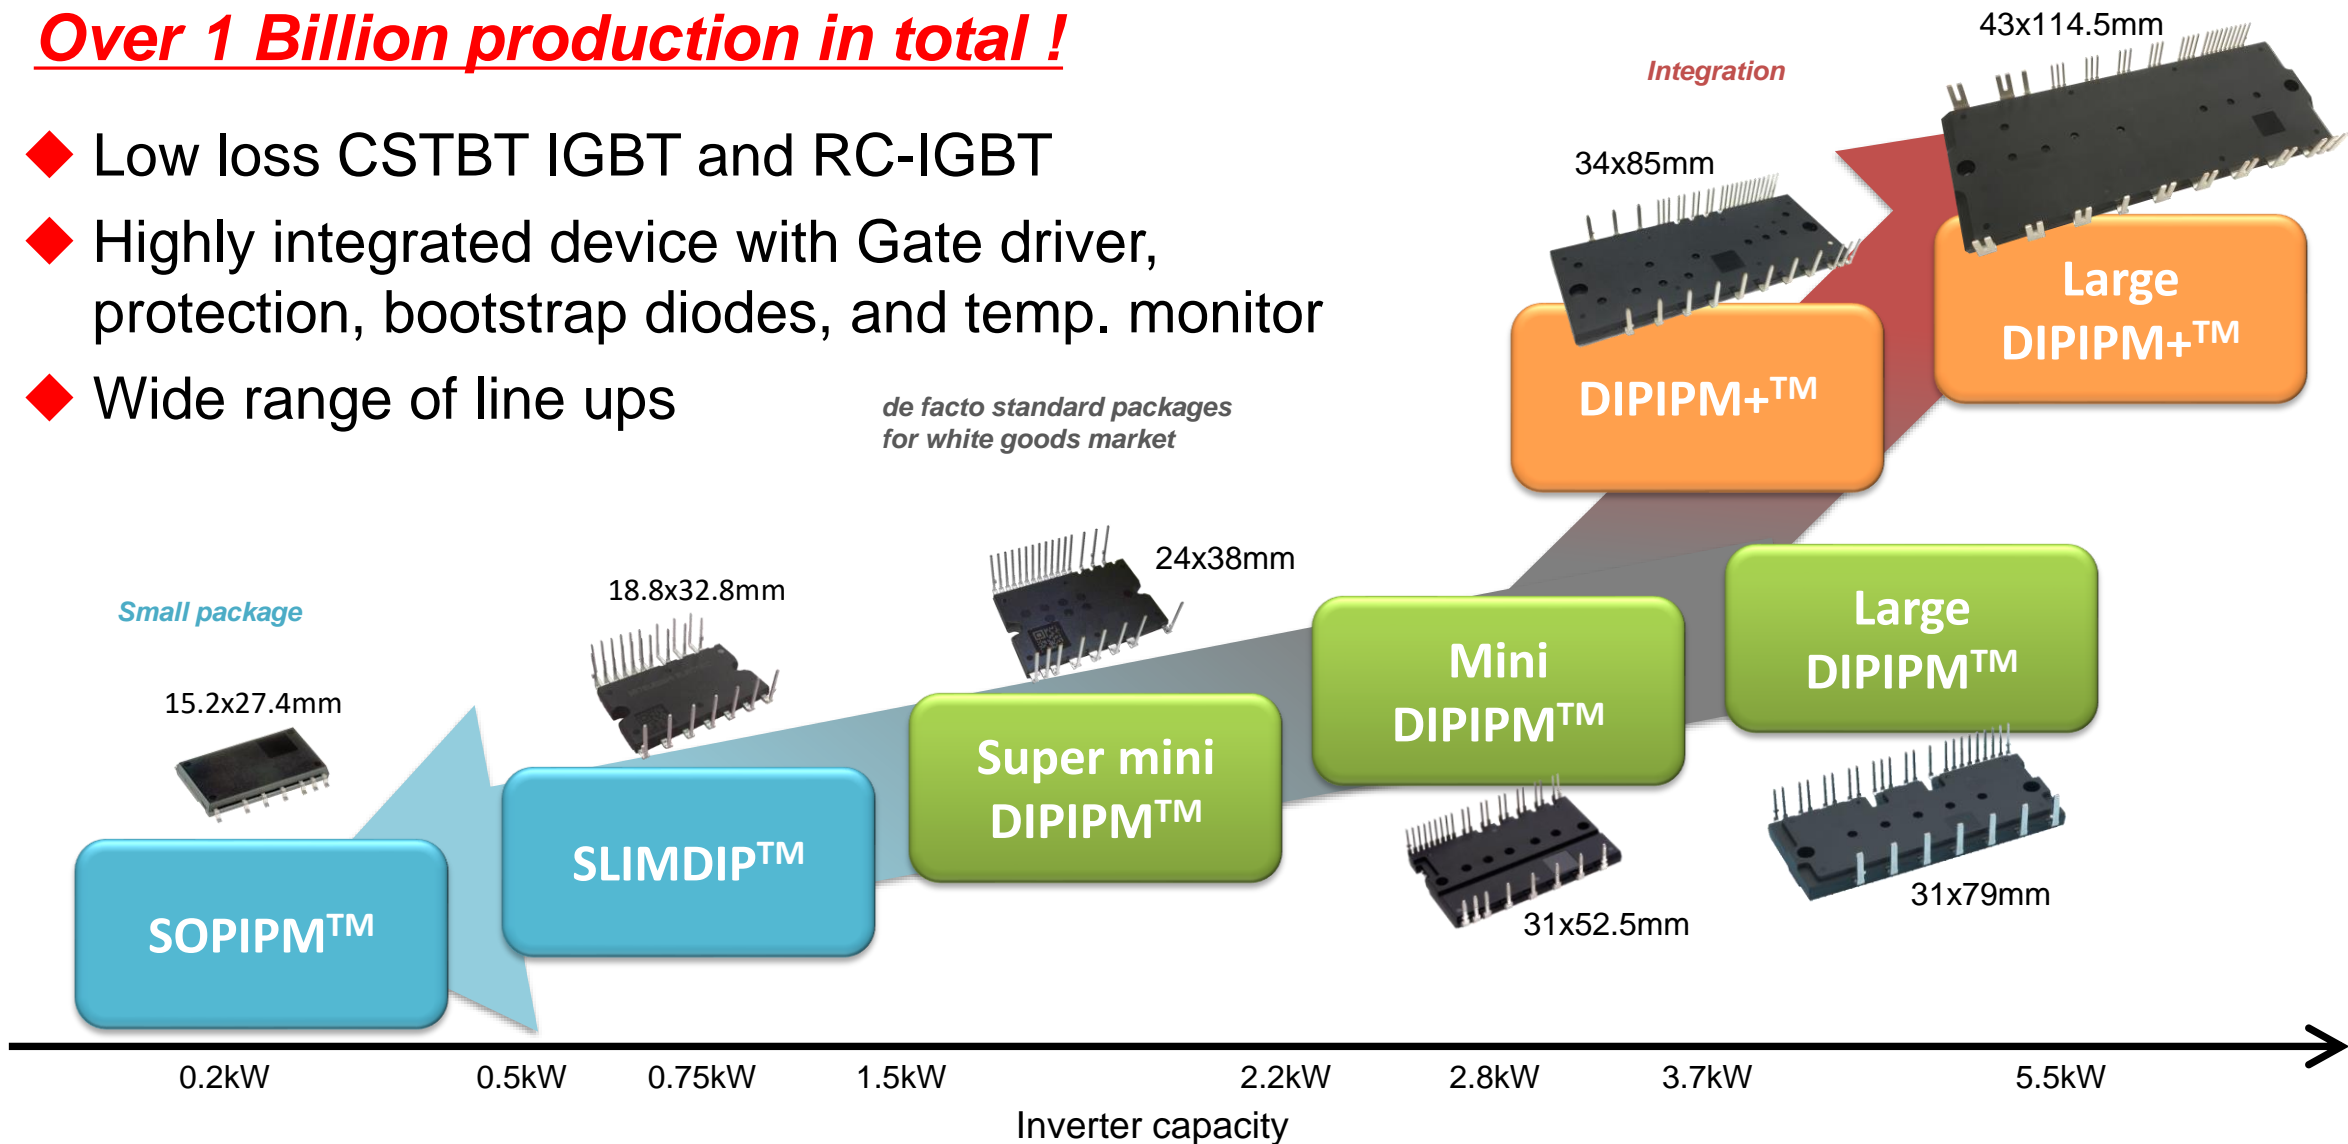 Over 1 Billion production in total !
Low loss CSTBT IGBT and RC-IGBT
Highly integrated device with Gate driver,
protection, bootstrap diodes, and temp. monitor
Wide range of line ups
de facto standard packages
for white goods market
Integration
43x114.5mm
34x85mm
Large
DIPIPM+TM
DIPIPM+TM
Small package
15.2x27.4mm
18.8x32.8mm
24x38mm
SOPIPMTM
SLIMDIPTM
Super mini
DIPIPMTM
Mini
DIPIPMTM
Large
DIPIPMTM
31x52.5mm
31x79mm
0.2kW 0.5kW 0.75kW 1.5kW 2.2kW 2.8kW 3.7kW 5.5kW
Inverter capacity